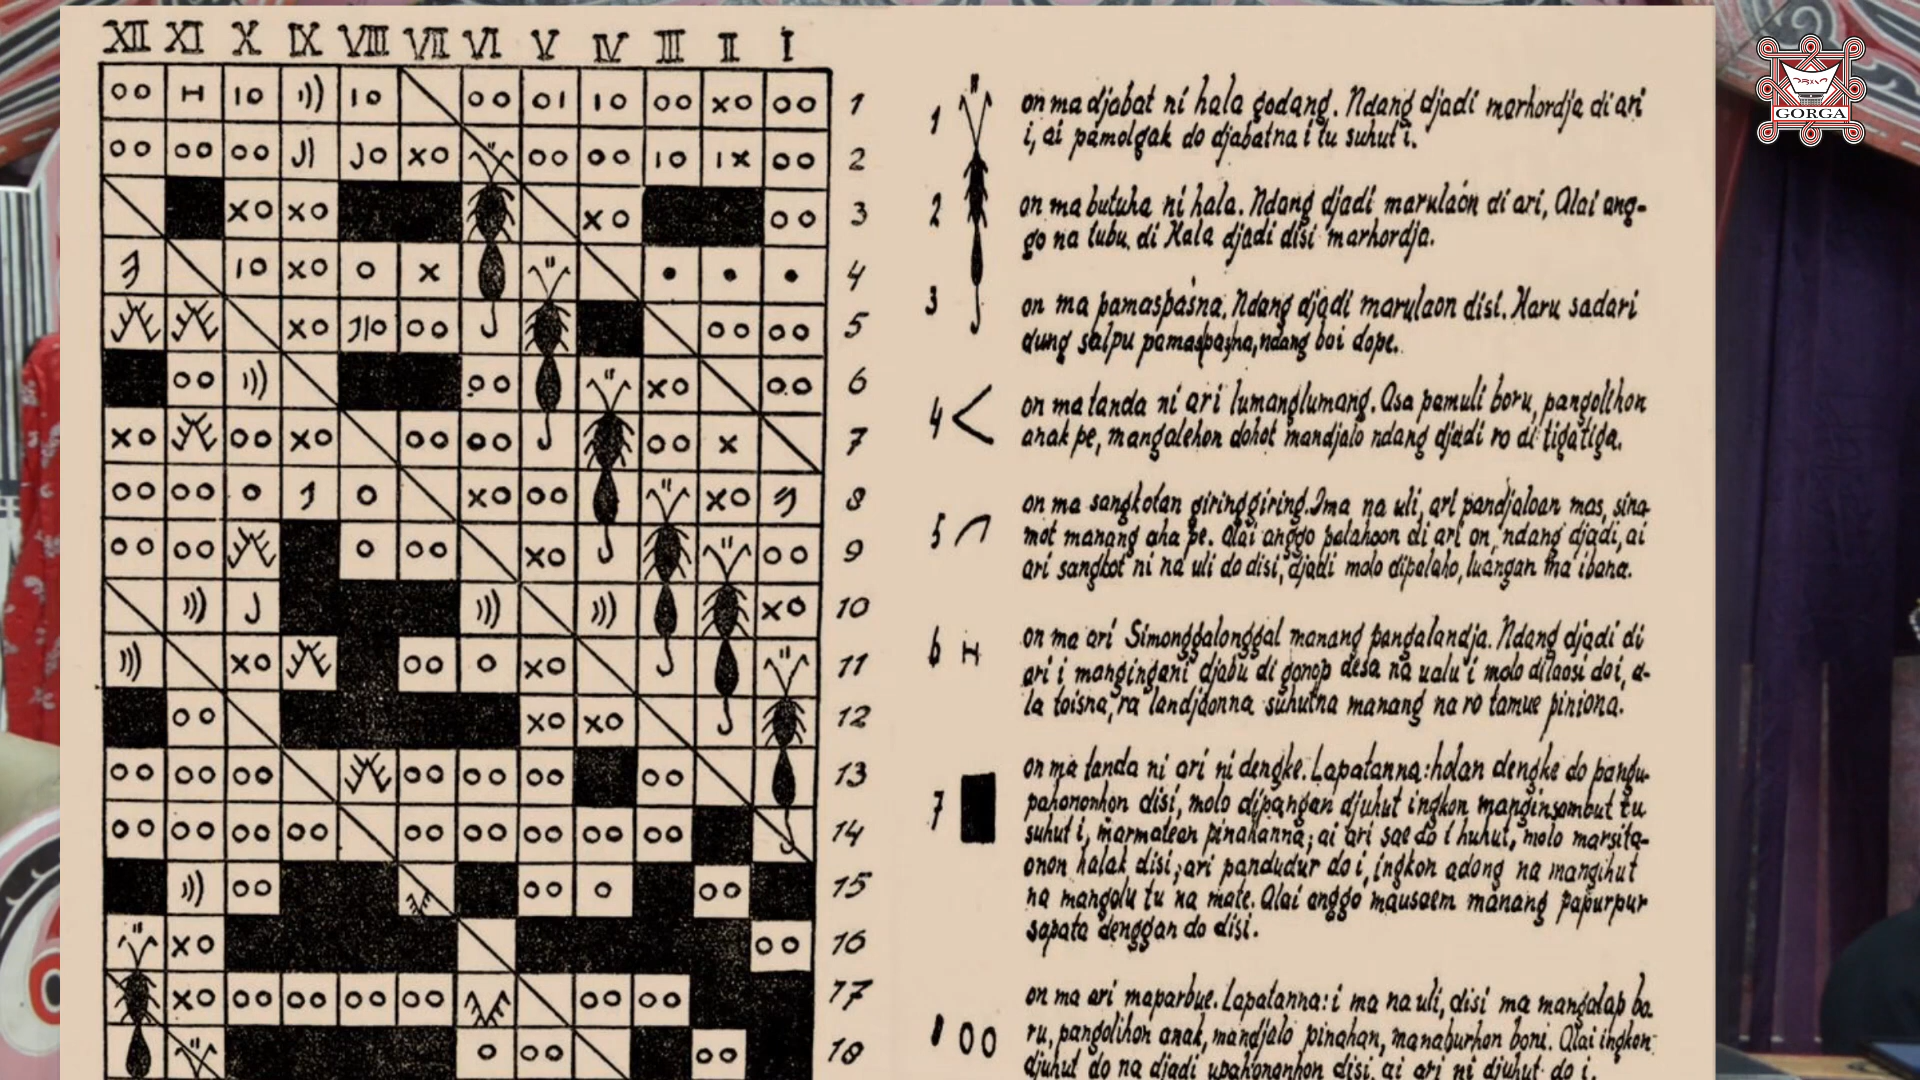 XII XI X IX VIII VII VI V IV III II I
1
2
3
4
5
6
7
8
9
10
11
12
13
14
15
16
17
18
1 on ma djabat ni hala godang. Ndang djadi marhordja di ari
i, ai pamolgak do djabatna i tu suhut i.
2 on ma butuha ni hala. Ndang djadi marulaón di ari, Alai ang-
go na tubu di Hala djadi disi marhordja.
3 on ma pamaspasna. Ndang djadi marulaon disi. Haru sadari
dung salpu pamaspasna, ndang boi dope.
4 on ma tanda ni ari lumanglumang. Asa pamuli boru, pangolihon
anak pe, mangalehon dohot mandjalo ndang djadi ro di tigatiga.
5 on ma sangkotan giringgiring. Ima na uli, ari pandjaloan mas, sina-
mot manang aha pe. Alai anggo palahoon di ari on, ndang djadi, ai
ari sangkot ni na uli do disi, djadi molo dipalaho, luangan ma ibana.
6 on ma ari Simonggalonggal manang pangalandja. Ndang djadi di
ari i mangingani djabu di gonop desa na ualu i molo dilaosi doi, a-
la toisna, ra landjaonna suhutna manang na ro tamue piniona.
7 on ma tanda ni ari ni dengke. Lapatanna: holan dengke do pangu-
pahononhon disi, molo dipangan djuhut ingkon manginsombut tu
suhut i, marmatean pinahanna; ai ari sae do i huhut, molo marsita-
onon halak disi; ari pandudur do i, ingkon adong na mangihut
na mangolu tu na mate. Alai anggo mausaem manang papurpur
sapata denggan do disi.
8 on ma ari maparbue. Lapatanna: i ma na uli, disi ma mangalap bo-
ru, pangolihon anak, mandjalo pinahan, manaburhon boni. Alai ingkon
djuhut do na djadi upahononhon disi, ai ari ni djuhut do i.
GORGA